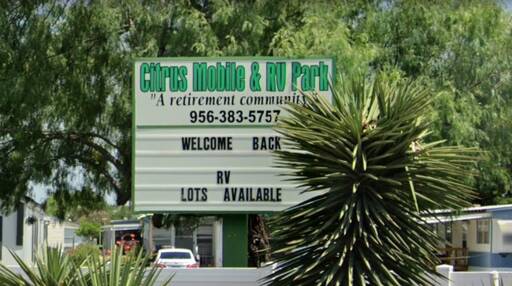 Citrus Mobile & RV Park
"A retirement community"
956-383-5757
WELCOME BACK
RV
LOTS AVAILABLE